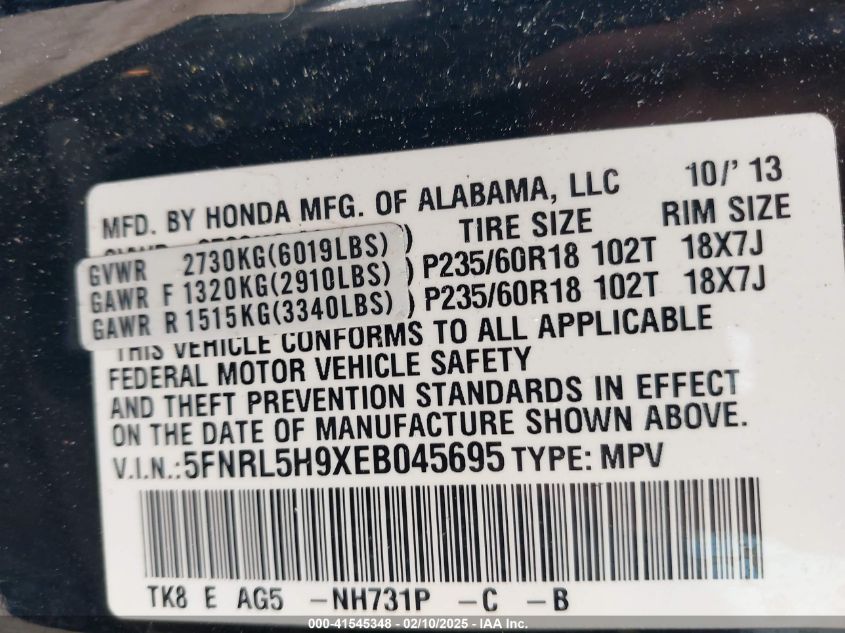 MFD. BY HONDA MFG. OF ALABAMA, LLC 10/' 13
TIRE SIZE RIM SIZE
GVWR 2730KG(6019LBS)
GAWR F 1320KG(2910LBS) ) P235/60R18 102T 18X7J
GAWR R 1515KG(3340LBS) ) P235/60R18 102T 18X7J
THIS VEHICLE CONFORMS TO ALL APPLICABLE
FEDERAL MOTOR VEHICLE SAFETY
AND THEFT PREVENTION STANDARDS IN EFFECT
ON THE DATE OF MANUFACTURE SHOWN ABOVE.
V.I.N.: 5FNRL5H9XEB045695 TYPE: MPV
TK8 E AG5 -NH731P -C -B
000-41545348 - 02/10/2025 - ©IAA, Inc.